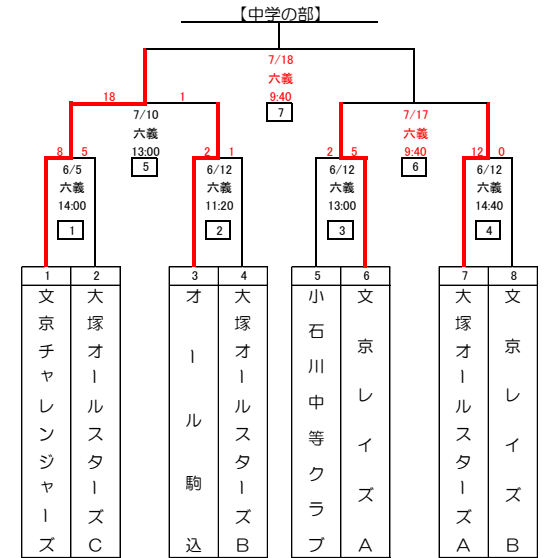 【中学の部】
7/18
六義
9:40
7
18 1
7/10
六義
13:00
5
7/17
六義
9:40
6
8 5
6/5
六義
14:00
1
2 1
6/12
六義
11:20
2
2 5
6/12
六義
13:00
3
12 0
6/12
六義
14:40
4
1 2 3 4 5 6 7 8
文京チャレンジャーズ
大塚オールスターズC
オール駒込
大塚オールスターズB
小石川中等クラブ
文京レイズA
大塚オールスターズA
文京レイズB